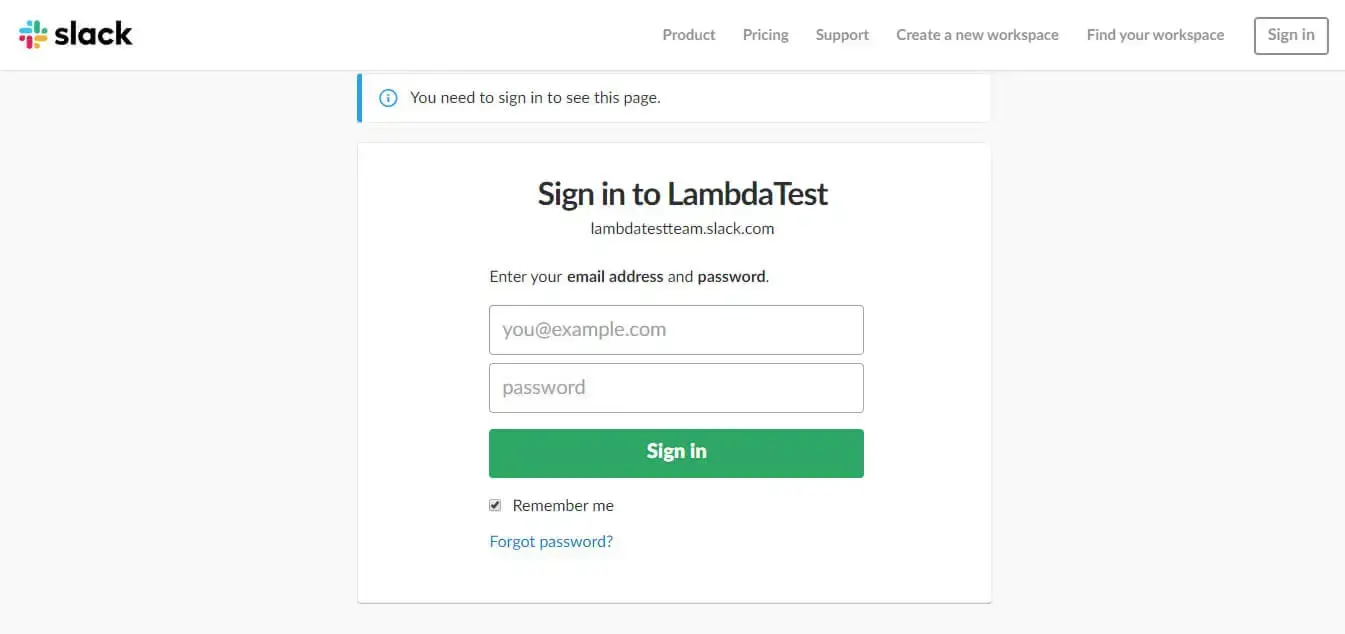 slack Product Pricing Support Create a new workspace Find your workspace Sign in
You need to sign in to see this page.
Sign in to LambdaTest
lambdatestteam.slack.com
Enter your email address and password.
you@example.com
password
Sign in
Remember me
Forgot password?